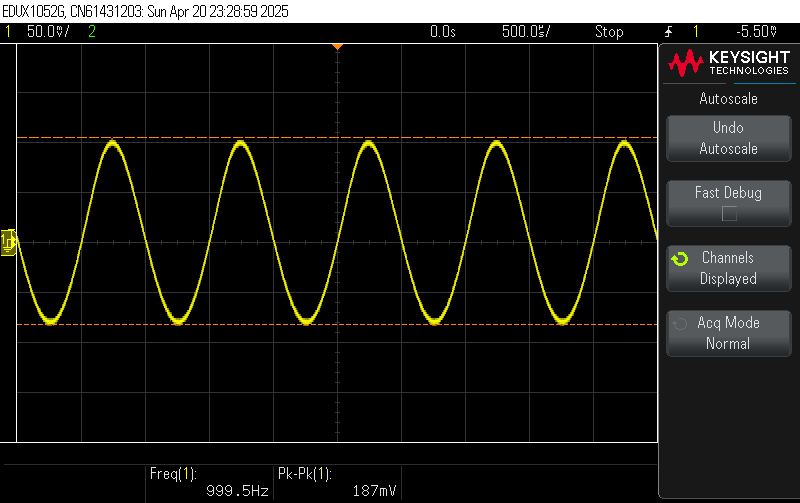 EDUX1052G, CN61431203: Sun Apr 20 23:28:59 2025
1 50.0V/ 2 0.0s 500.0s/ Stop 1 -5.50V
KEYSIGHT
TECHNOLOGIES
Autoscale
Undo
Autoscale
Fast Debug
1
Channels
Displayed
Acq Mode
Normal
Freq(1):
999.5Hz
Pk-Pk(1):
187mV